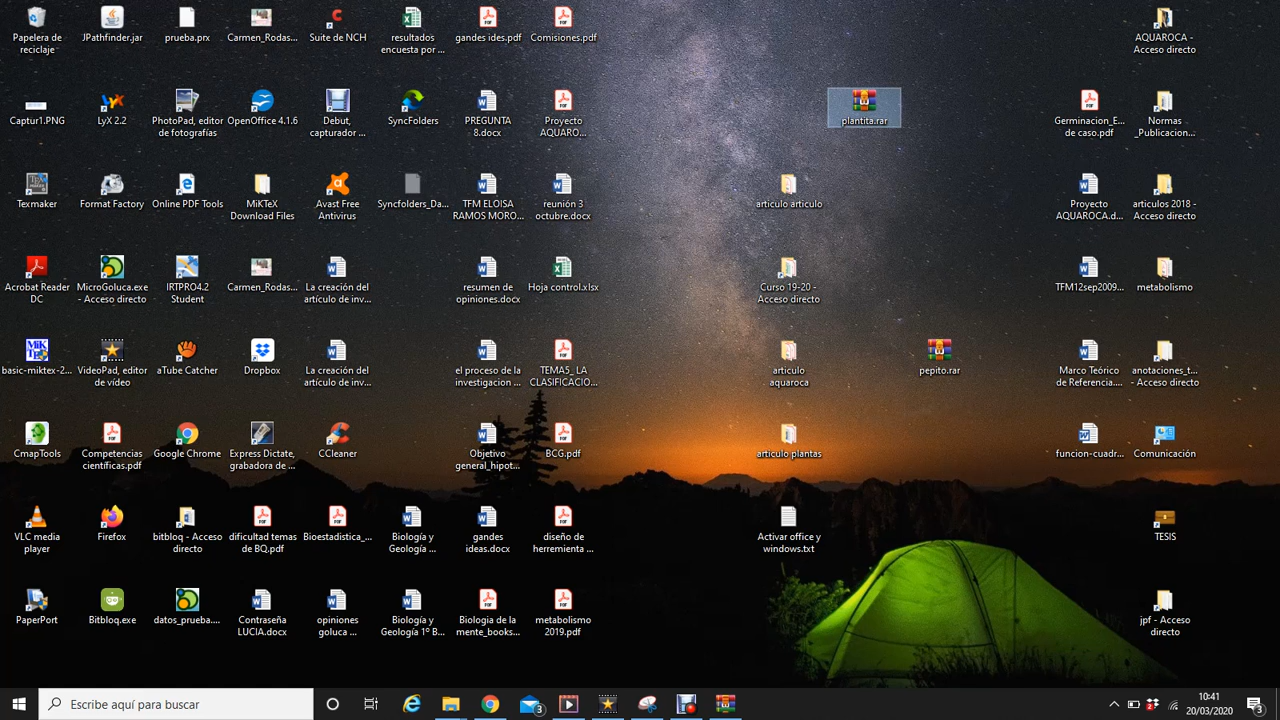 Papelera de
reciclaje
JPathfinder.jar
prueba.prx
Carmen_Rodas...
Suite de NCH
resultados
encuesta por ...
gandes ides.pdf
Comisiones.pdf
AQUAROCA -
Acceso directo
Captur1.PNG
LyX 2.2
PhotoPad, editor
de fotografías
OpenOffice 4.1.6
Debut,
capturador ...
SyncFolders
PREGUNTA
8.docx
Proyecto
AQUARO...
plantita.rar
Germinacion_E...
de caso.pdf
Normas
_Publicacion...
Texmaker
Format Factory
Online PDF Tools
MiKTeX
Download Files
Avast Free
Antivirus
Syncfolders_Da...
TFM ELOISA
RAMOS MORO...
reunión 3
octubre.docx
articulo articulo
Proyecto
AQUAROCA.d...
articulos 2018 -
Acceso directo
Acrobat Reader
DC
MicroGoluca.exe
- Acceso directo
IRTPRO4.2
Student
Carmen_Rodas...
La creación del
artículo de inv...
resumen de
opiniones.docx
Hoja control.xlsx
Curso 19-20 -
Acceso directo
TFM12sep2009...
metabolismo
basic-miktex-2...
VideoPad, editor
de vídeo
aTube Catcher
Dropbox
La creación del
artículo de inv...
el proceso de la
investigacion ...
TEMA5_ LA
CLASIFICACIO...
articulo
aquaroca
pepito.rar
Marco Teórico
de Referencia....
anotaciones_t...
- Acceso directo
CmapTools
Competencias
científicas.pdf
Google Chrome
Express Dictate,
grabadora de ...
CCleaner
Objetivo
general_hipot...
BCG.pdf
articulo plantas
funcion-cuadr...
Comunicación
VLC media
player
Firefox
bitbloq - Acceso
directo
dificultad temas
de BQ.pdf
Bioestadistica_...
Biología y
Geología ...
gandes
ideas.docx
diseño de
herremienta ...
Activar office y
windows.txt
TESIS
PaperPort
Bitbloq.exe
datos_prueba....
Contraseña
LUCIA.docx
opiniones
goluca ...
Biología y
Geología 1º B...
Biologia de la
mente_books...
metabolismo
2019.pdf
jpf - Acceso
directo
Escribe aquí para buscar
3
10:41
20/03/2020
3